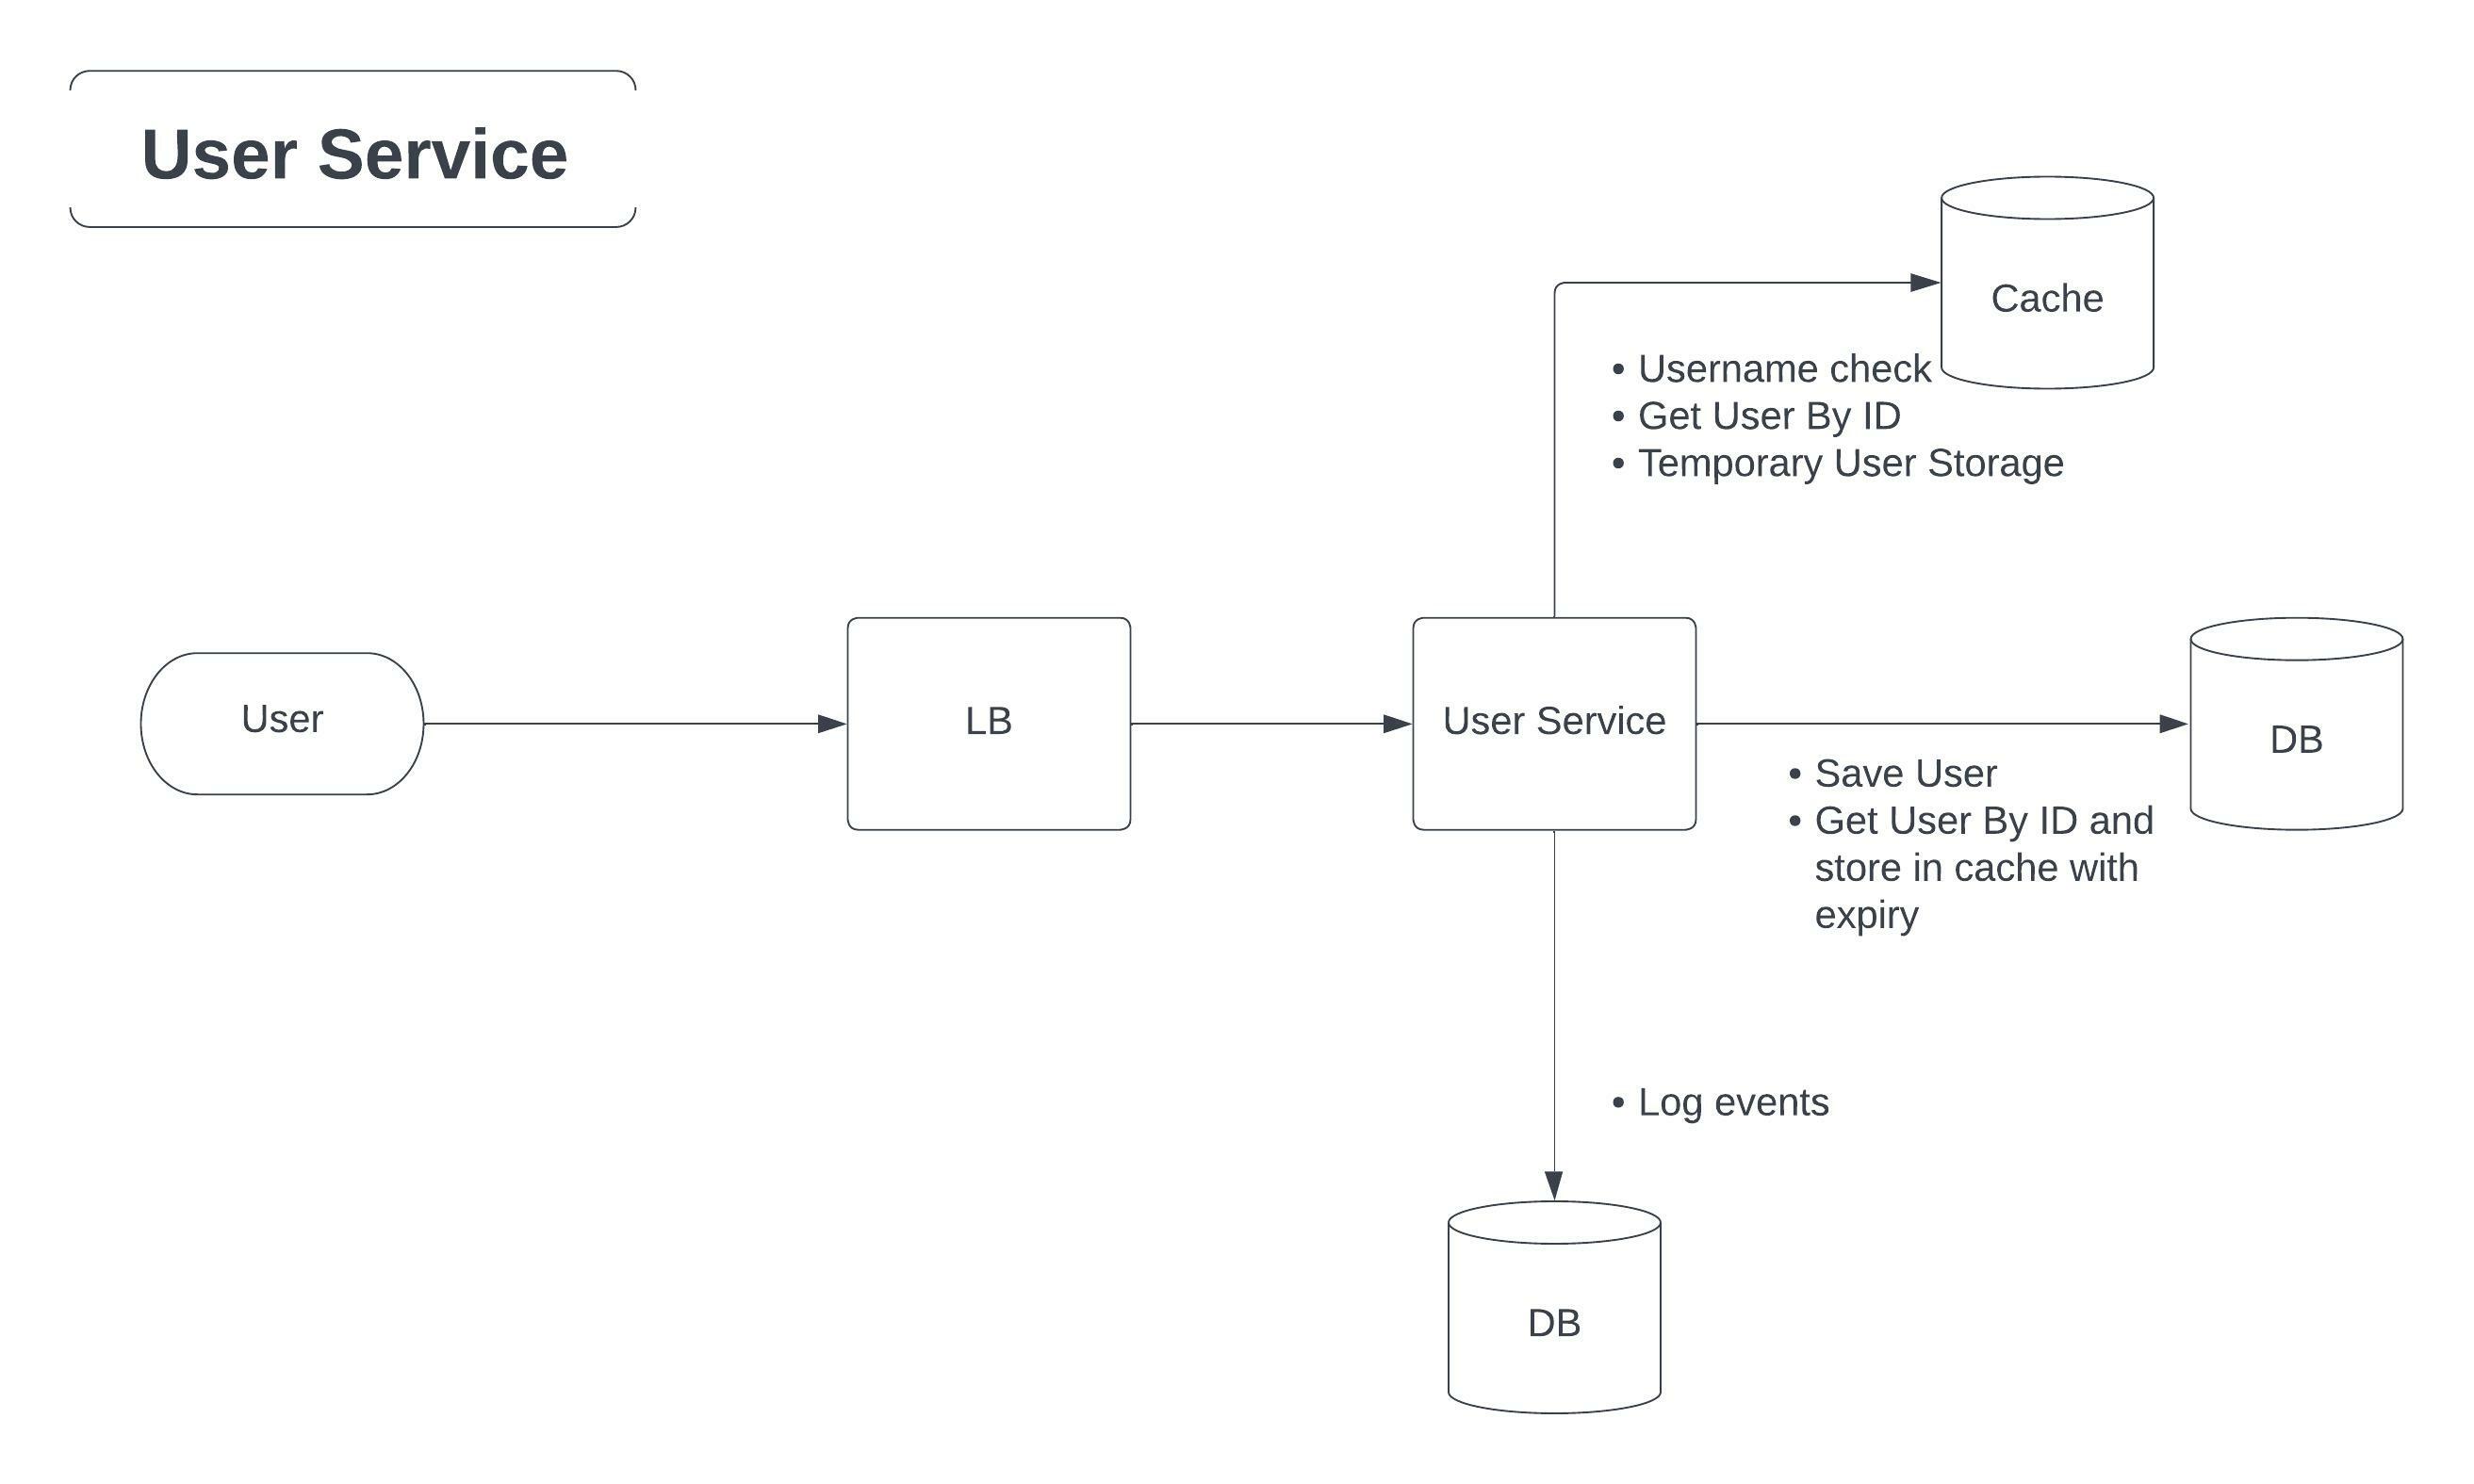 User Service
Cache
• Username check
• Get User By ID
• Temporary User Storage
User
LB
User Service
DB
• Save User
• Get User By ID and
store in cache with
expiry
• Log events
DB